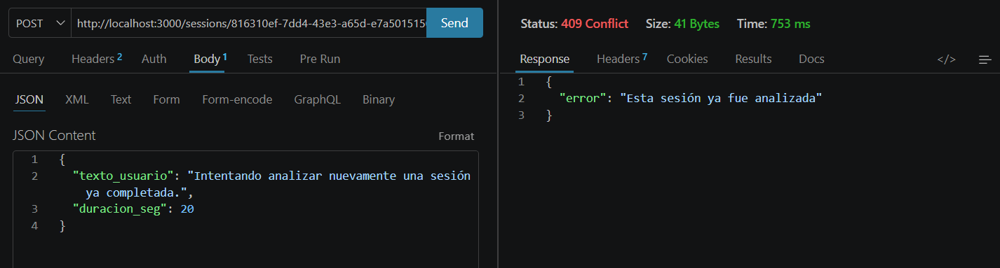 POST http://localhost:3000/sessions/816310ef-7dd4-43e3-a65d-e7a501515 Send
Query Headers 2 Auth Body 1 Tests Pre Run
JSON XML Text Form Form-encode GraphQL Binary
JSON Content Format
1 {
2 "texto_usuario": "Intentando analizar nuevamente una sesión
ya completada.",
3 "duracion_seg": 20
4 }
Status: 409 Conflict Size: 41 Bytes Time: 753 ms
Response Headers 7 Cookies Results Docs </>
1 {
2 "error": "Esta sesión ya fue analizada"
3 }